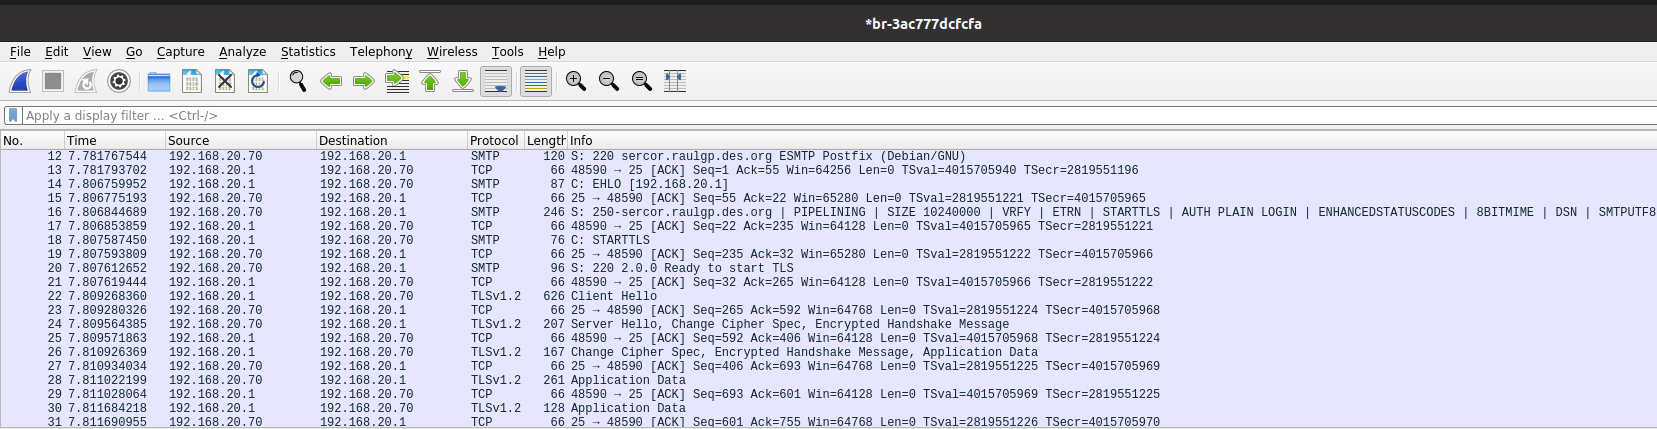 *br-3ac777dcfcfa
File Edit View Go Capture Analyze Statistics Telephony Wireless Tools Help
Apply a display filter … <Ctrl-/>
No. Time Source Destination Protocol Length Info
12 7.781767544 192.168.20.70 192.168.20.1 SMTP 120 S: 220 sercor.raulgp.des.org ESMTP Postfix (Debian/GNU)
13 7.781793702 192.168.20.1 192.168.20.70 TCP 66 48590 → 25 [ACK] Seq=1 Ack=55 Win=64256 Len=0 TSval=4015705940 TSecr=2819551196
14 7.806759952 192.168.20.1 192.168.20.70 SMTP 87 C: EHLO [192.168.20.1]
15 7.806775193 192.168.20.70 192.168.20.1 TCP 66 25 → 48590 [ACK] Seq=55 Ack=22 Win=65280 Len=0 TSval=2819551221 TSecr=4015705965
16 7.806844689 192.168.20.70 192.168.20.1 SMTP 246 S: 250-sercor.raulgp.des.org | PIPELINING | SIZE 10240000 | VRFY | ETRN | STARTTLS | AUTH PLAIN LOGIN | ENHANCEDSTATUSCODES | 8BITMIME | DSN | SMTPUTF8
17 7.806853859 192.168.20.1 192.168.20.70 TCP 66 48590 → 25 [ACK] Seq=22 Ack=235 Win=64128 Len=0 TSval=4015705965 TSecr=2819551221
18 7.807587450 192.168.20.1 192.168.20.70 SMTP 76 C: STARTTLS
19 7.807593809 192.168.20.70 192.168.20.1 TCP 66 25 → 48590 [ACK] Seq=235 Ack=32 Win=65280 Len=0 TSval=2819551222 TSecr=4015705966
20 7.807612652 192.168.20.70 192.168.20.1 SMTP 96 S: 220 2.0.0 Ready to start TLS
21 7.807619444 192.168.20.1 192.168.20.70 TCP 66 48590 → 25 [ACK] Seq=32 Ack=265 Win=64128 Len=0 TSval=4015705966 TSecr=2819551222
22 7.809268360 192.168.20.1 192.168.20.70 TLSv1.2 626 Client Hello
23 7.809280326 192.168.20.70 192.168.20.1 TCP 66 25 → 48590 [ACK] Seq=265 Ack=592 Win=64768 Len=0 TSval=2819551224 TSecr=4015705968
24 7.809564385 192.168.20.70 192.168.20.1 TLSv1.2 207 Server Hello, Change Cipher Spec, Encrypted Handshake Message
25 7.809571863 192.168.20.1 192.168.20.70 TCP 66 48590 → 25 [ACK] Seq=592 Ack=406 Win=64128 Len=0 TSval=4015705968 TSecr=2819551224
26 7.810926369 192.168.20.1 192.168.20.70 TLSv1.2 167 Change Cipher Spec, Encrypted Handshake Message, Application Data
27 7.810934034 192.168.20.70 192.168.20.1 TCP 66 25 → 48590 [ACK] Seq=406 Ack=693 Win=64768 Len=0 TSval=2819551225 TSecr=4015705969
28 7.811022199 192.168.20.70 192.168.20.1 TLSv1.2 261 Application Data
29 7.811028064 192.168.20.1 192.168.20.70 TCP 66 48590 → 25 [ACK] Seq=693 Ack=601 Win=64128 Len=0 TSval=4015705969 TSecr=2819551225
30 7.811684218 192.168.20.1 192.168.20.70 TLSv1.2 128 Application Data
31 7.811690955 192.168.20.70 192.168.20.1 TCP 66 25 → 48590 [ACK] Seq=601 Ack=755 Win=64768 Len=0 TSval=2819551226 TSecr=4015705970